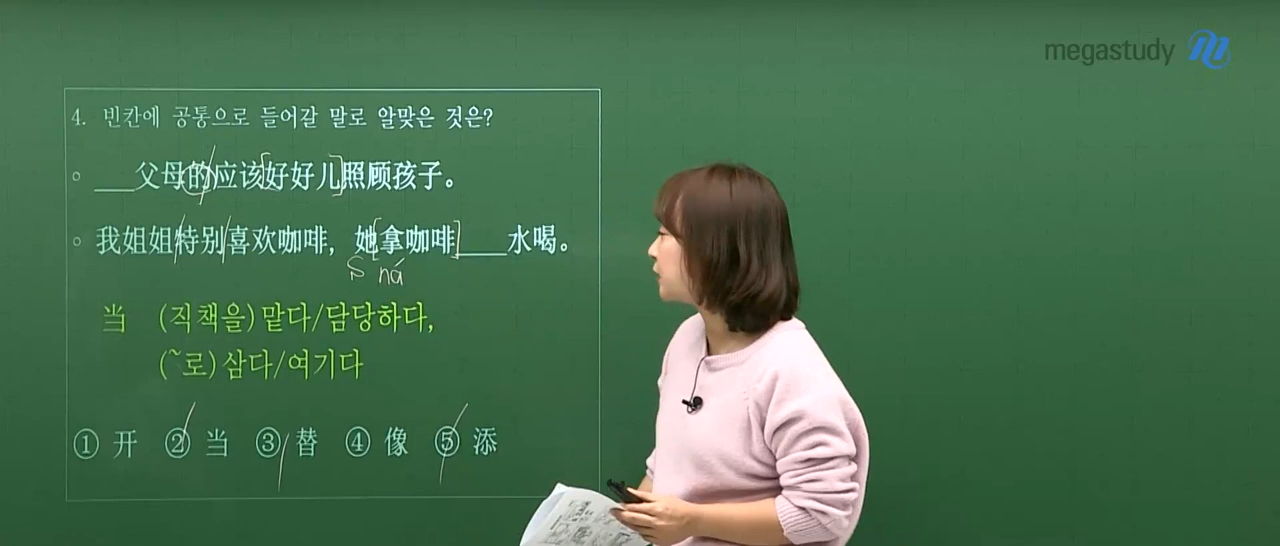 megastudy
4. 빈칸에 공통으로 들어갈 말로 알맞은 것은?
◦ ___父母的应该好好儿照顾孩子。
◦ 我姐姐特别喜欢咖啡, 她拿咖啡____水喝。
S ná
当 (직책을) 맡다/담당하다,
(~로) 삼다/여기다
① 开 ② 当 ③ 替 ④ 像 ⑤ 添